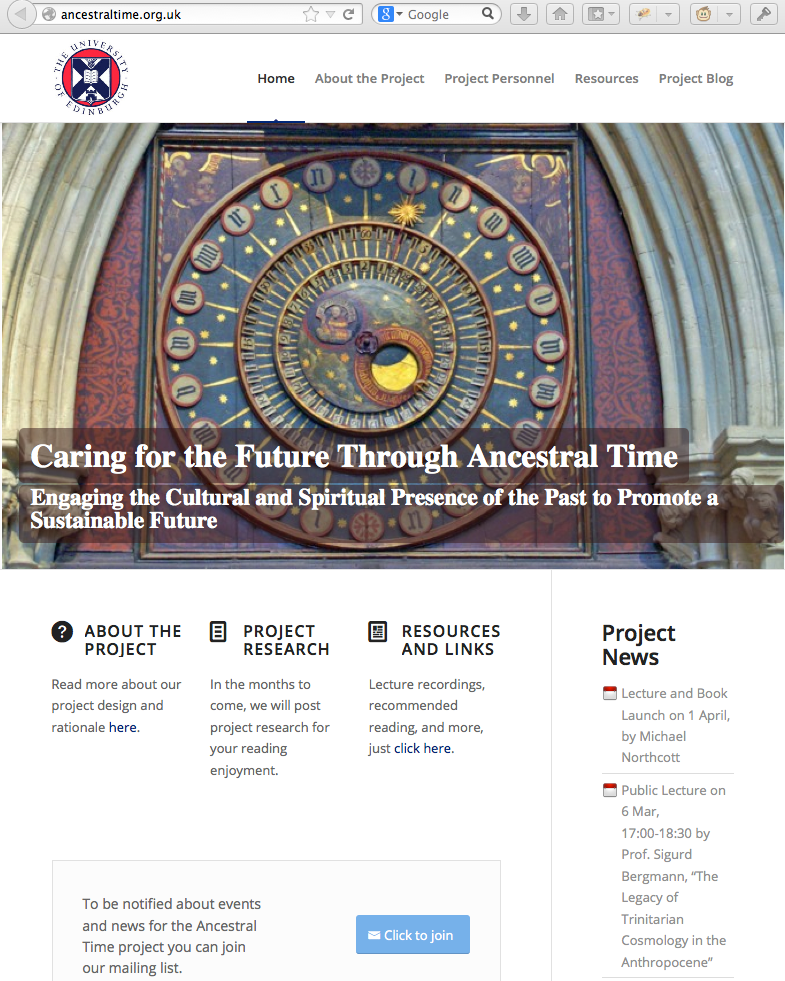 ancestraltime.org.uk
Google
THE UNIVERSITY
OF EDINBURGH
Home
About the Project
Project Personnel
Resources
Project Blog
Caring for the Future Through Ancestral Time
Engaging the Cultural and Spiritual Presence of the Past to Promote a
Sustainable Future
ABOUT THE
PROJECT
Read more about our
project design and
rationale here.
PROJECT
RESEARCH
In the months to
come, we will post
project research for
your reading
enjoyment.
RESOURCES
AND LINKS
Lecture recordings,
recommended
reading, and more,
just click here.
To be notified about events
and news for the Ancestral
Time project you can join
our mailing list.
Click to join
Project
News
Lecture and Book
Launch on 1 April,
by Michael
Northcott
Public Lecture on
6 Mar,
17:00-18:30 by
Prof. Sigurd
Bergmann, “The
Legacy of
Trinitarian
Cosmology in the
Anthropocene”